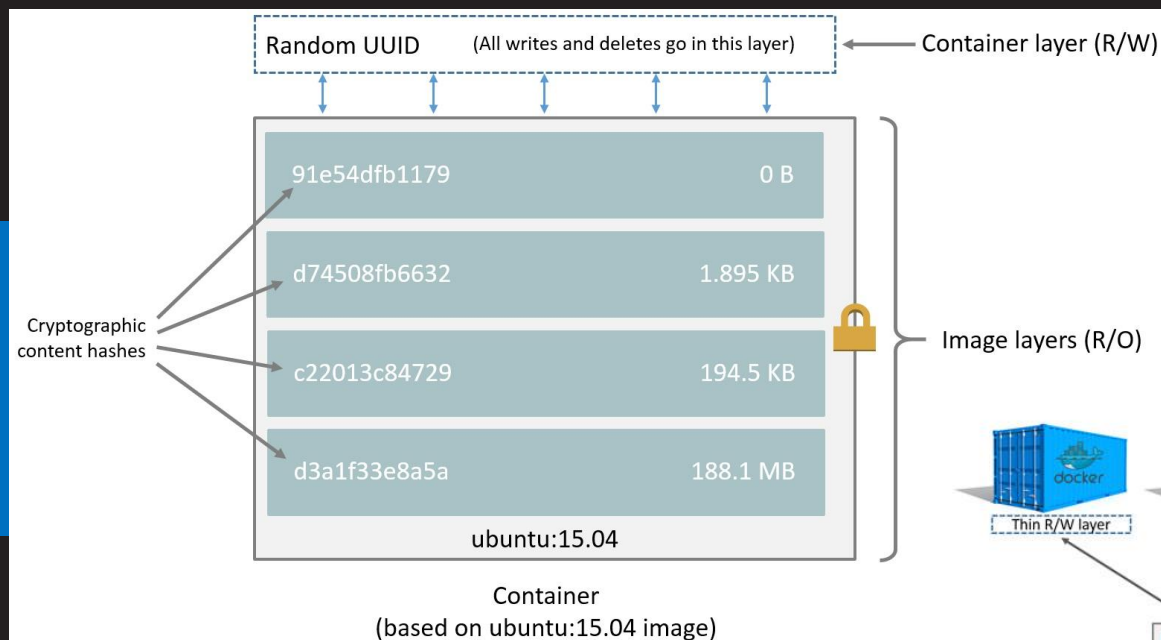 Random UUID (All writes and deletes go in this layer)
Container layer (R/W)
91e54dfb1179 0 B
d74508fb6632 1.895 KB
Cryptographic
content hashes
Image layers (R/O)
c22013c84729 194.5 KB
d3a1f33e8a5a 188.1 MB
ubuntu:15.04
docker
Thin R/W layer
Container
(based on ubuntu:15.04 image)